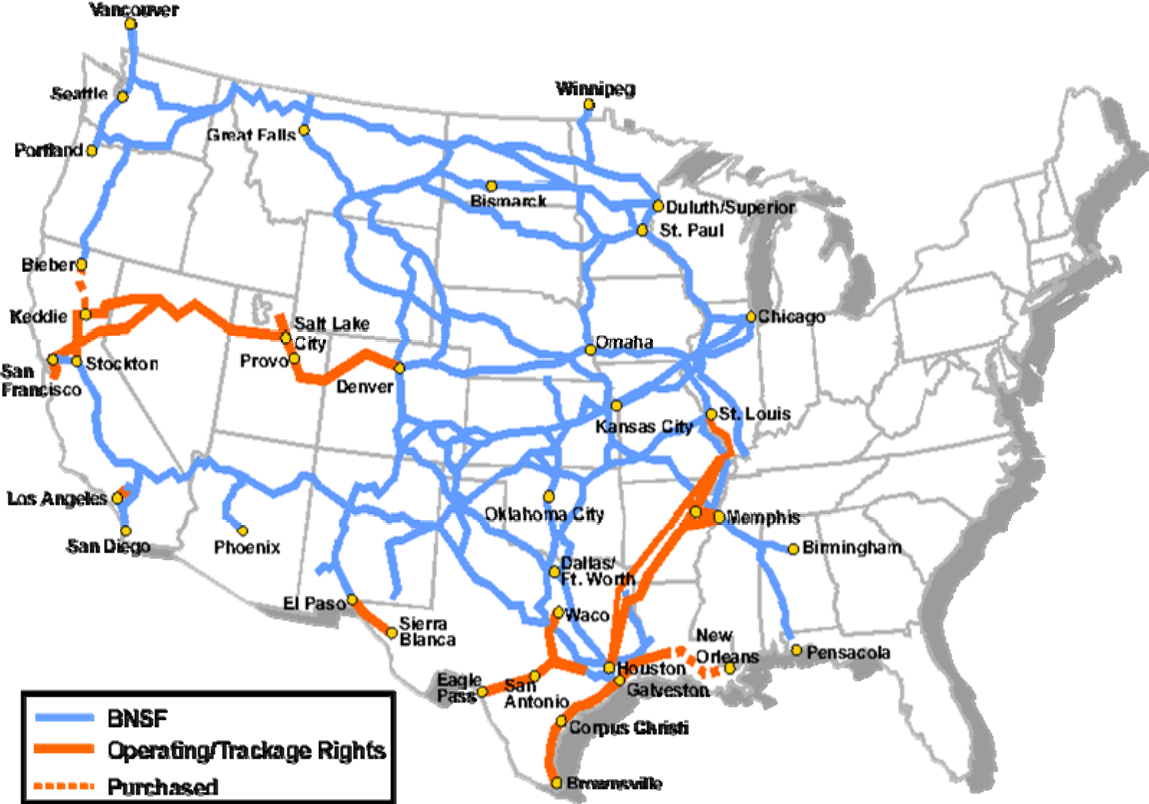 Vancouver
Winnipeg
Seattle
Great Falls
Portland
Bismarck
Duluth/Superior
St. Paul
Bieber
Keddie
Salt Lake
City
Chicago
Omaha
Provo
San
Francisco
Stockton
Denver
Kansas City
St. Louis
Los Angeles
Oklahoma City
Memphis
San Diego
Phoenix
Birmingham
Dallas/
Ft. Worth
El Paso
Waco
Sierra
Blanca
New
Orleans
Pensacola
Houston
Eagle
Pass
San
Antonio
Galveston
Corpus Christi
Brownsville
BNSF
Operating/Trackage Rights
Purchased